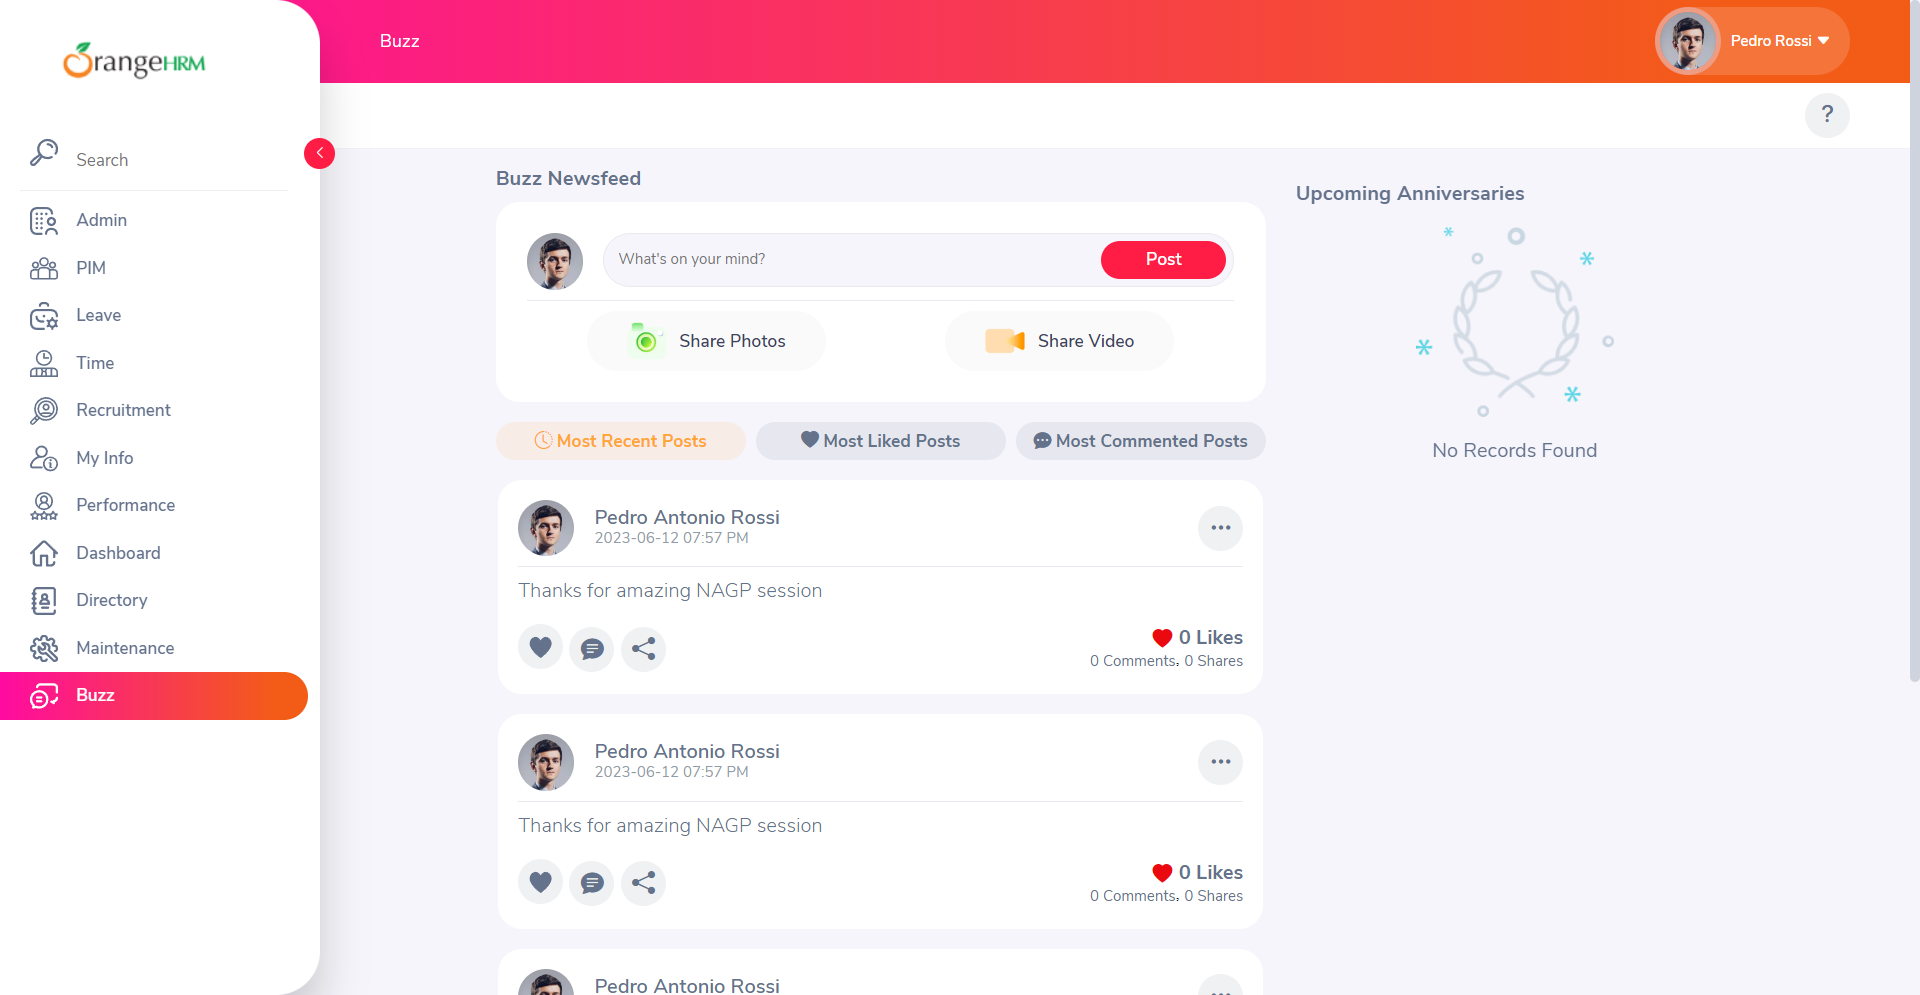 OrangeHRM
Search
Admin
PIM
Leave
Time
Recruitment
My Info
Performance
Dashboard
Directory
Maintenance
Buzz
Buzz
Pedro Rossi
?
Buzz Newsfeed
What's on your mind?
Post
Share Photos
Share Video
Most Recent Posts
Most Liked Posts
Most Commented Posts
Pedro Antonio Rossi
2023-06-12 07:57 PM
Thanks for amazing NAGP session
0 Likes
0 Comments, 0 Shares
Pedro Antonio Rossi
2023-06-12 07:57 PM
Thanks for amazing NAGP session
0 Likes
0 Comments, 0 Shares
Pedro Antonio Rossi
Upcoming Anniversaries
No Records Found